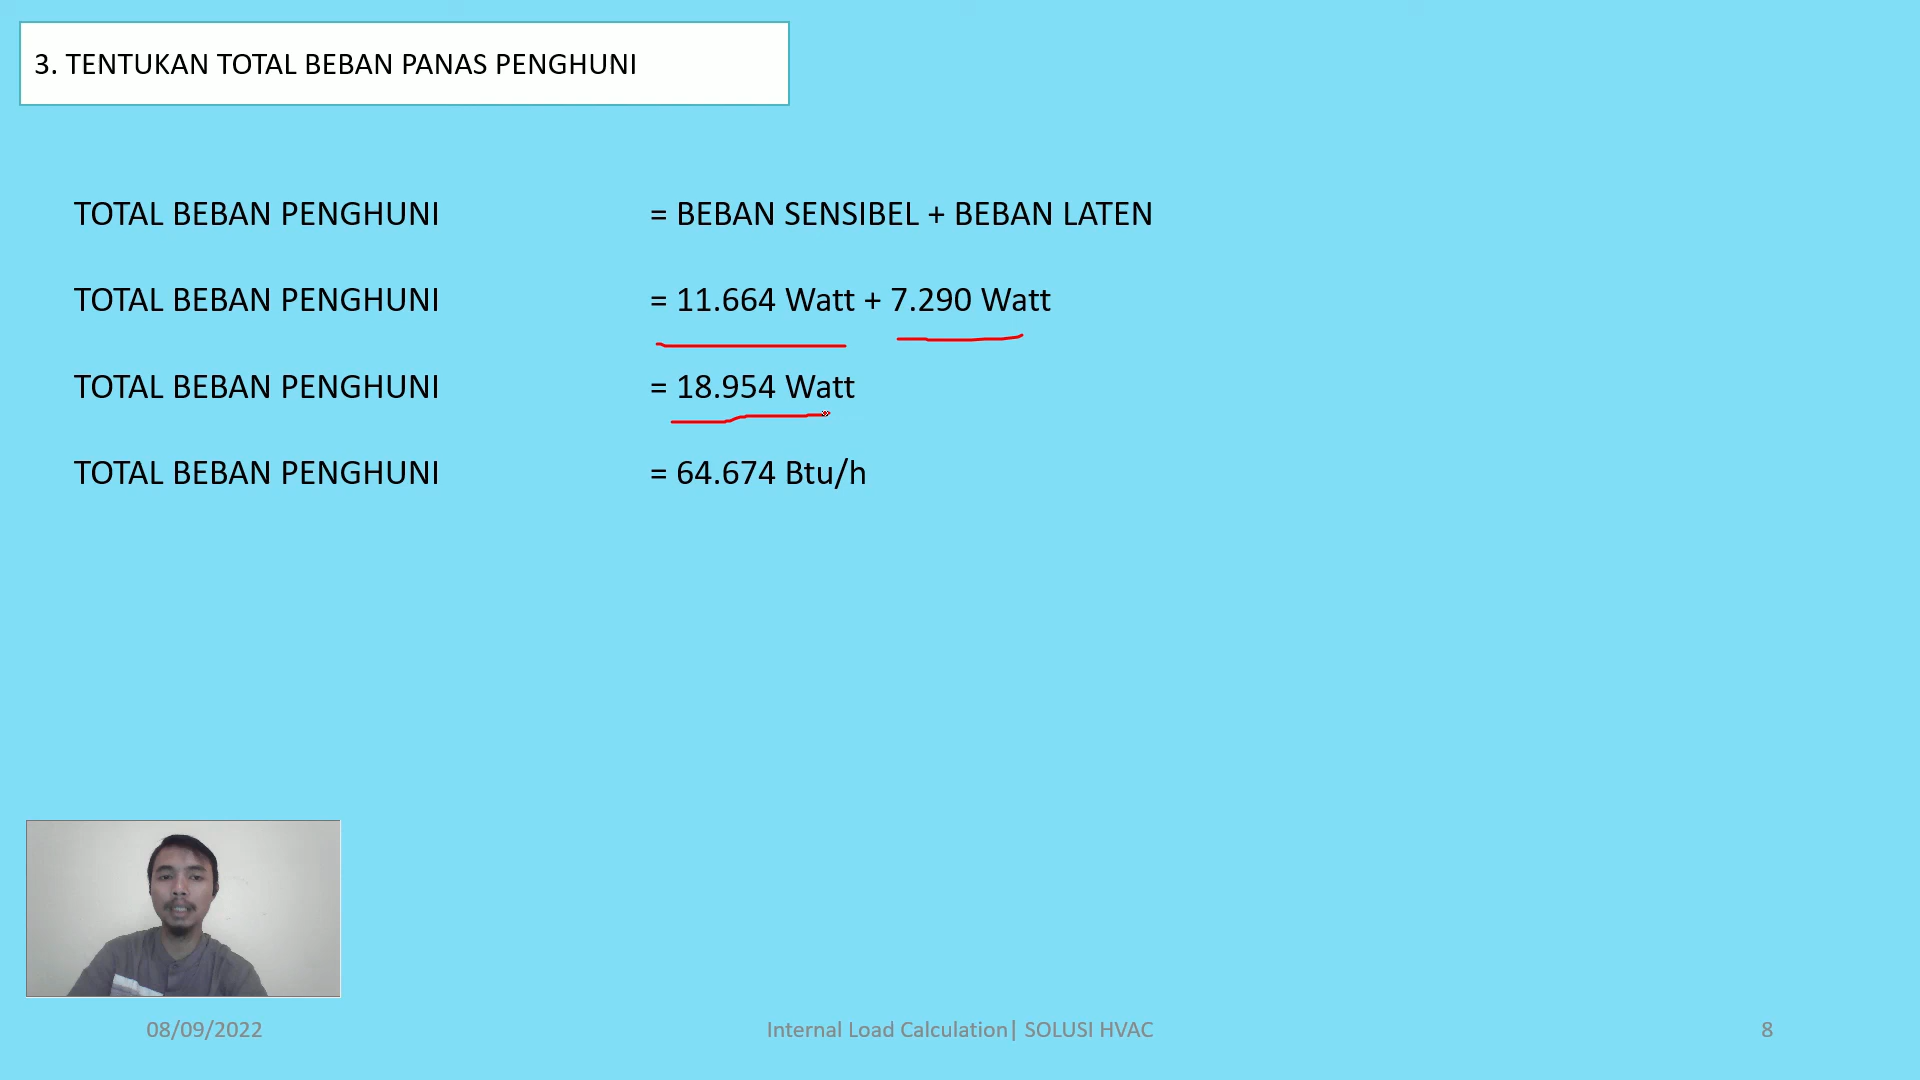 3. TENTUKAN TOTAL BEBAN PANAS PENGHUNI
TOTAL BEBAN PENGHUNI = BEBAN SENSIBEL + BEBAN LATEN
TOTAL BEBAN PENGHUNI = 11.664 Watt + 7.290 Watt
TOTAL BEBAN PENGHUNI = 18.954 Watt
TOTAL BEBAN PENGHUNI = 64.674 Btu/h
08/09/2022 Internal Load Calculation| SOLUSI HVAC 8